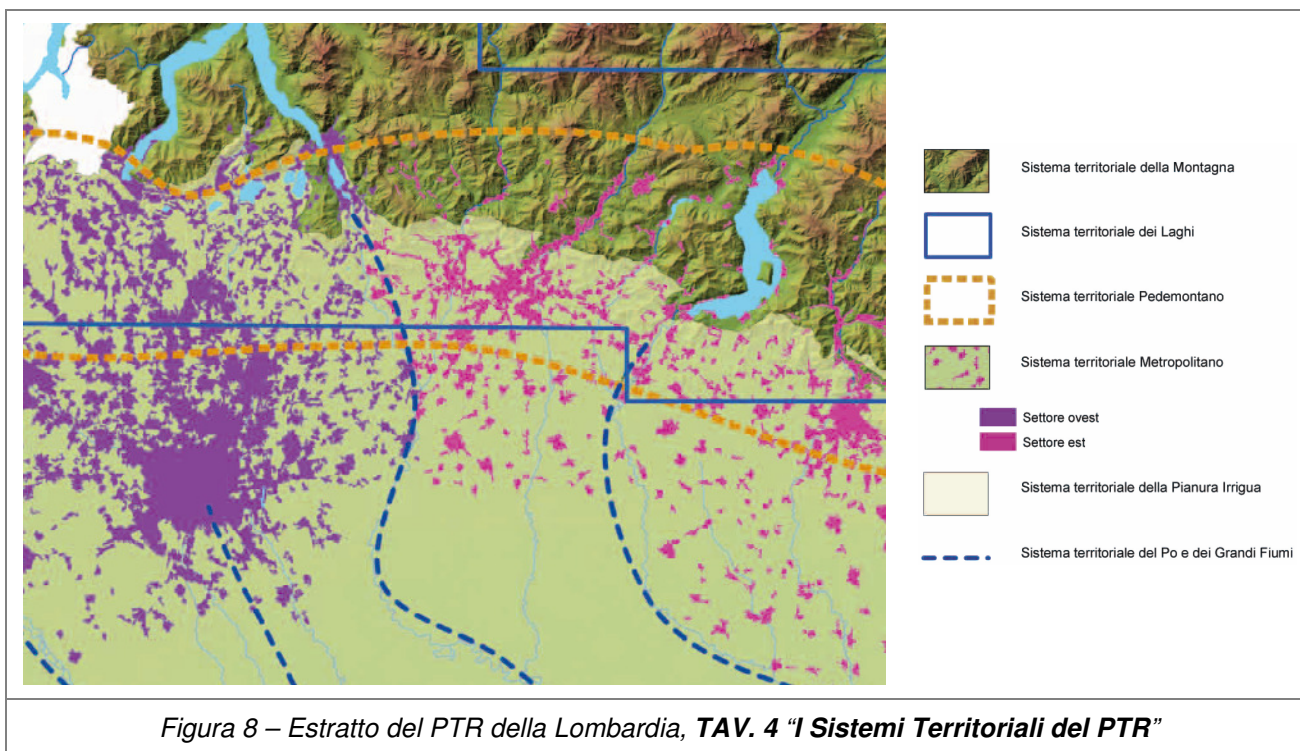 Sistema territoriale della Montagna
Sistema territoriale dei Laghi
Sistema territoriale Pedemontano
Sistema territoriale Metropolitano
Settore ovest
Settore est
Sistema territoriale della Pianura Irrigua
Sistema territoriale del Po e dei Grandi Fiumi
Figura 8 – Estratto del PTR della Lombardia, TAV. 4 “I Sistemi Territoriali del PTR”